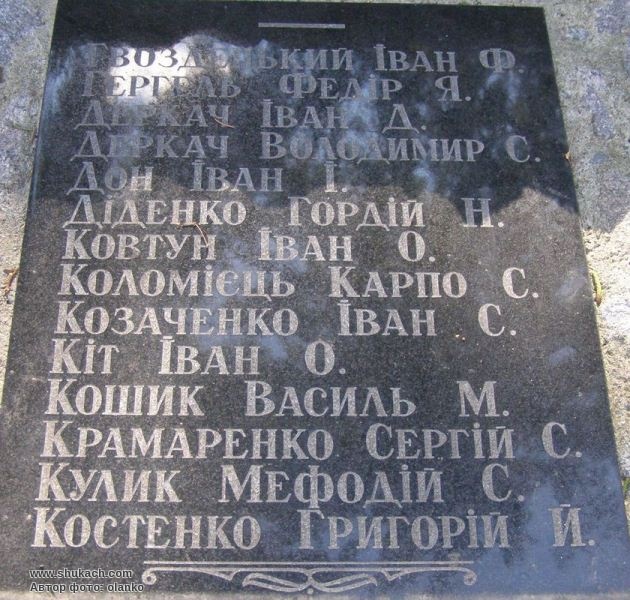 Гвоздецький Іван Ф.
Гергель Федір Я.
Деркач Іван Д.
Деркач Володимир С.
Дон Іван І.
Діденко Гордій Н.
Ковтун Іван О.
Коломієць Карпо С.
Козаченко Іван С.
Кіт Іван О.
Кошик Василь М.
Крамаренко Сергій С.
Кулик Мефодій С.
Костенко Григорій Й.
www.shukach.com
Автор фото: olanko